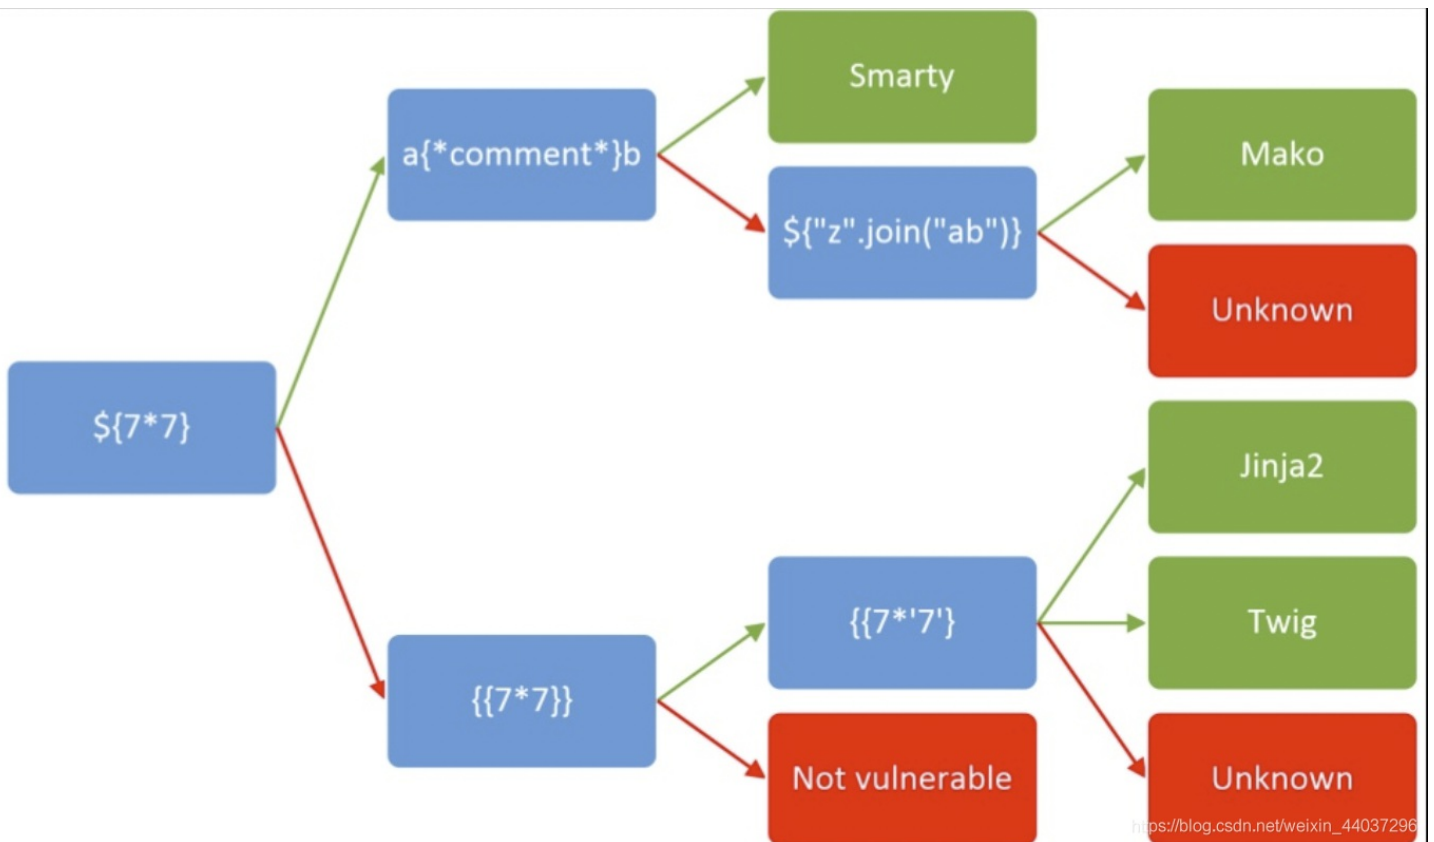 Smarty
a{*comment*}b
Mako
${"z".join("ab")}
Unknown
${7*7}
Jinja2
{{7*'7'}
Twig
{{7*7}}
Not vulnerable
Unknown
https://blog.csdn.net/weixin_44037296